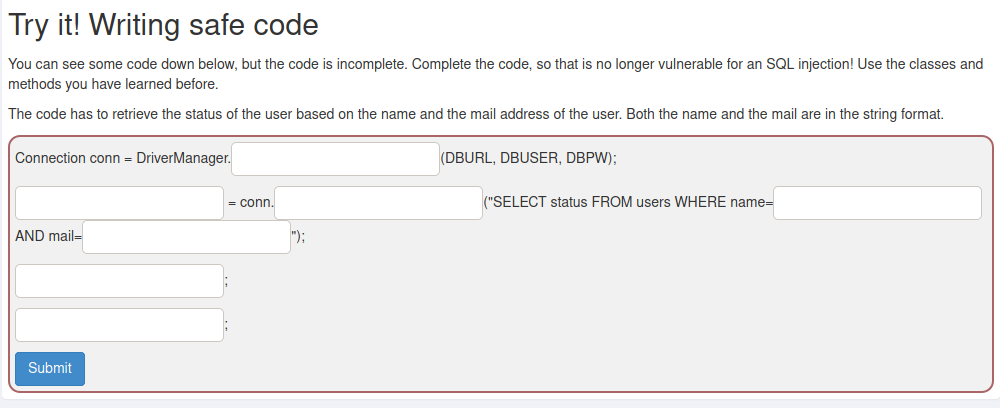 Try it! Writing safe code
You can see some code down below, but the code is incomplete. Complete the code, so that is no longer vulnerable for an SQL injection! Use the classes and
methods you have learned before.
The code has to retrieve the status of the user based on the name and the mail address of the user. Both the name and the mail are in the string format.
Connection conn = DriverManager. (DBURL, DBUSER, DBPW);
= conn. ("SELECT status FROM users WHERE name=
AND mail= ");
;
;
Submit